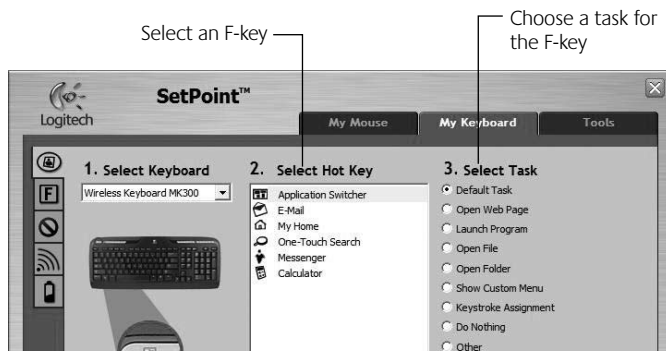 Select an F-key
Choose a task for
the F-key
Logitech
SetPoint™
My Mouse
My Keyboard
Tools
1. Select Keyboard
Wireless Keyboard MK300
2. Select Hot Key
Application Switcher
E-Mail
My Home
One-Touch Search
Messenger
Calculator
3. Select Task
Default Task
Open Web Page
Launch Program
Open File
Open Folder
Show Custom Menu
Keystroke Assignment
Do Nothing
Other
F